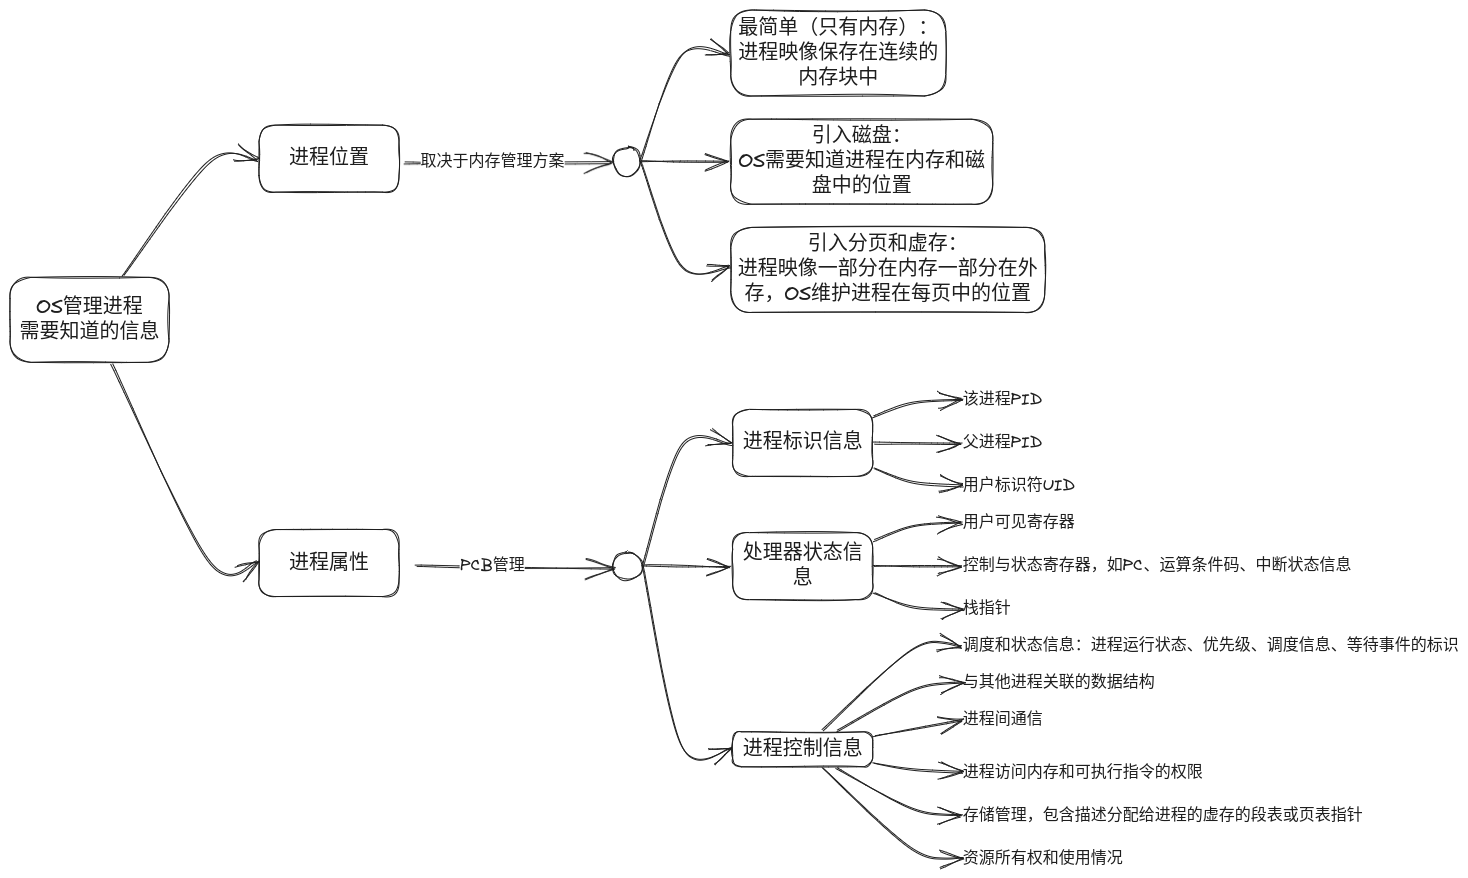 OS管理进程
需要知道的信息
进程位置
取决于内存管理方案
最简单（只有内存）：
进程映像保存在连续的
内存块中
引入磁盘：
OS需要知道进程在内存和磁
盘中的位置
引入分页和虚存：
进程映像一部分在内存一部分在外
存，OS维护进程在每页中的位置
进程属性
PCB管理
进程标识信息
该进程PID
父进程PID
用户标识符UID
处理器状态信
息
用户可见寄存器
控制与状态寄存器，如PC、运算条件码、中断状态信息
栈指针
进程控制信息
调度和状态信息：进程运行状态、优先级、调度信息、等待事件的标识
与其他进程关联的数据结构
进程间通信
进程访问内存和可执行指令的权限
存储管理，包含描述分配给进程的虚存的段表或页表指针
资源所有权和使用情况